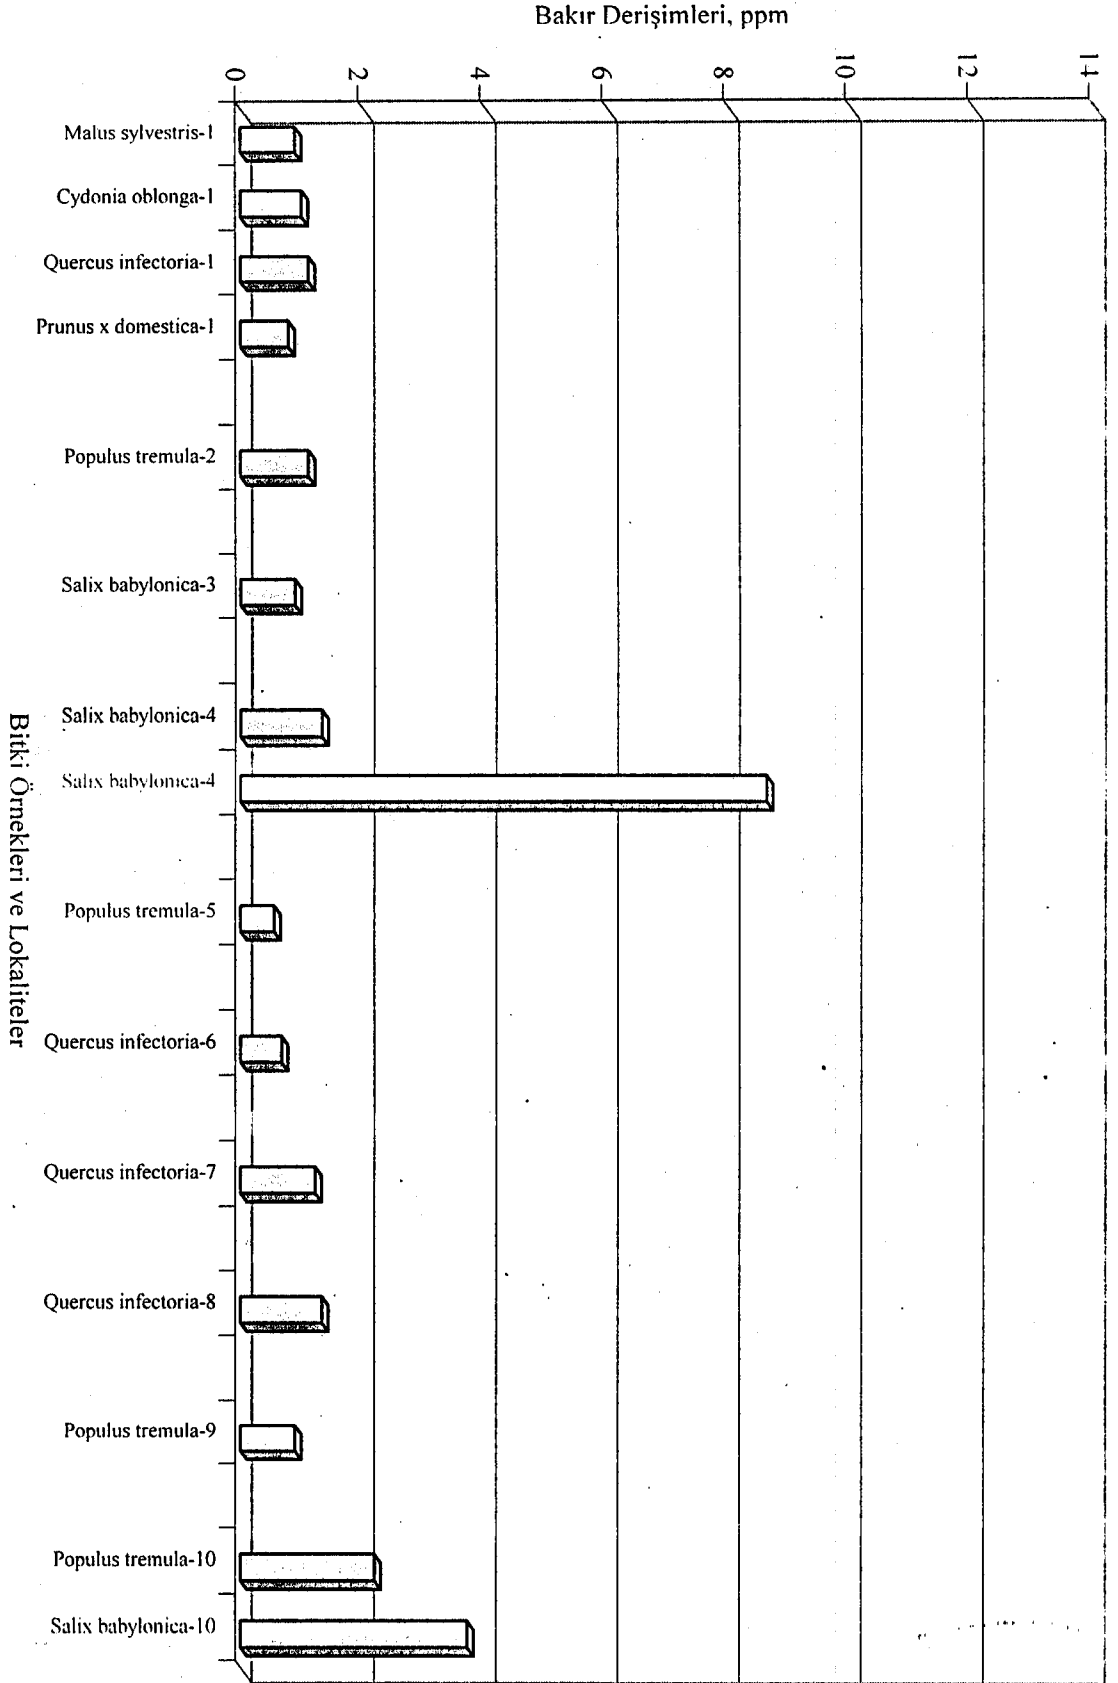 Bakır Derişimleri, ppm
0
2
4
6
8
10
12
14
Malus sylvestris-1
Cydonia oblonga-1
Quercus infectoria-1
Prunus x domestica-1
Populus tremula-2
Salix babylonica-3
Salix babylonica-4
Salix babylonica-4
Populus tremula-5
Quercus infectoria-6
Quercus infectoria-7
Quercus infectoria-8
Populus tremula-9
Populus tremula-10
Salix babylonica-10
Bitki Örnekleri ve Lokaliteler